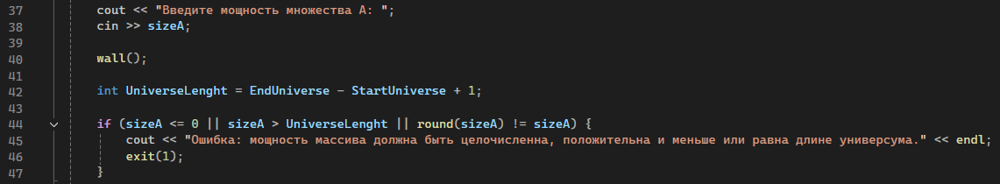 37 cout << "Введите мощность множества A: ";
38 cin >> sizeA;
39
40 wall();
41
42 int UniverseLenght = EndUniverse - StartUniverse + 1;
43
44 if (sizeA <= 0 || sizeA > UniverseLenght || round(sizeA) != sizeA) {
45 cout << "Ошибка: мощность массива должна быть целочисленна, положительна и меньше или равна длине универсума." << endl;
46 exit(1);
47 }